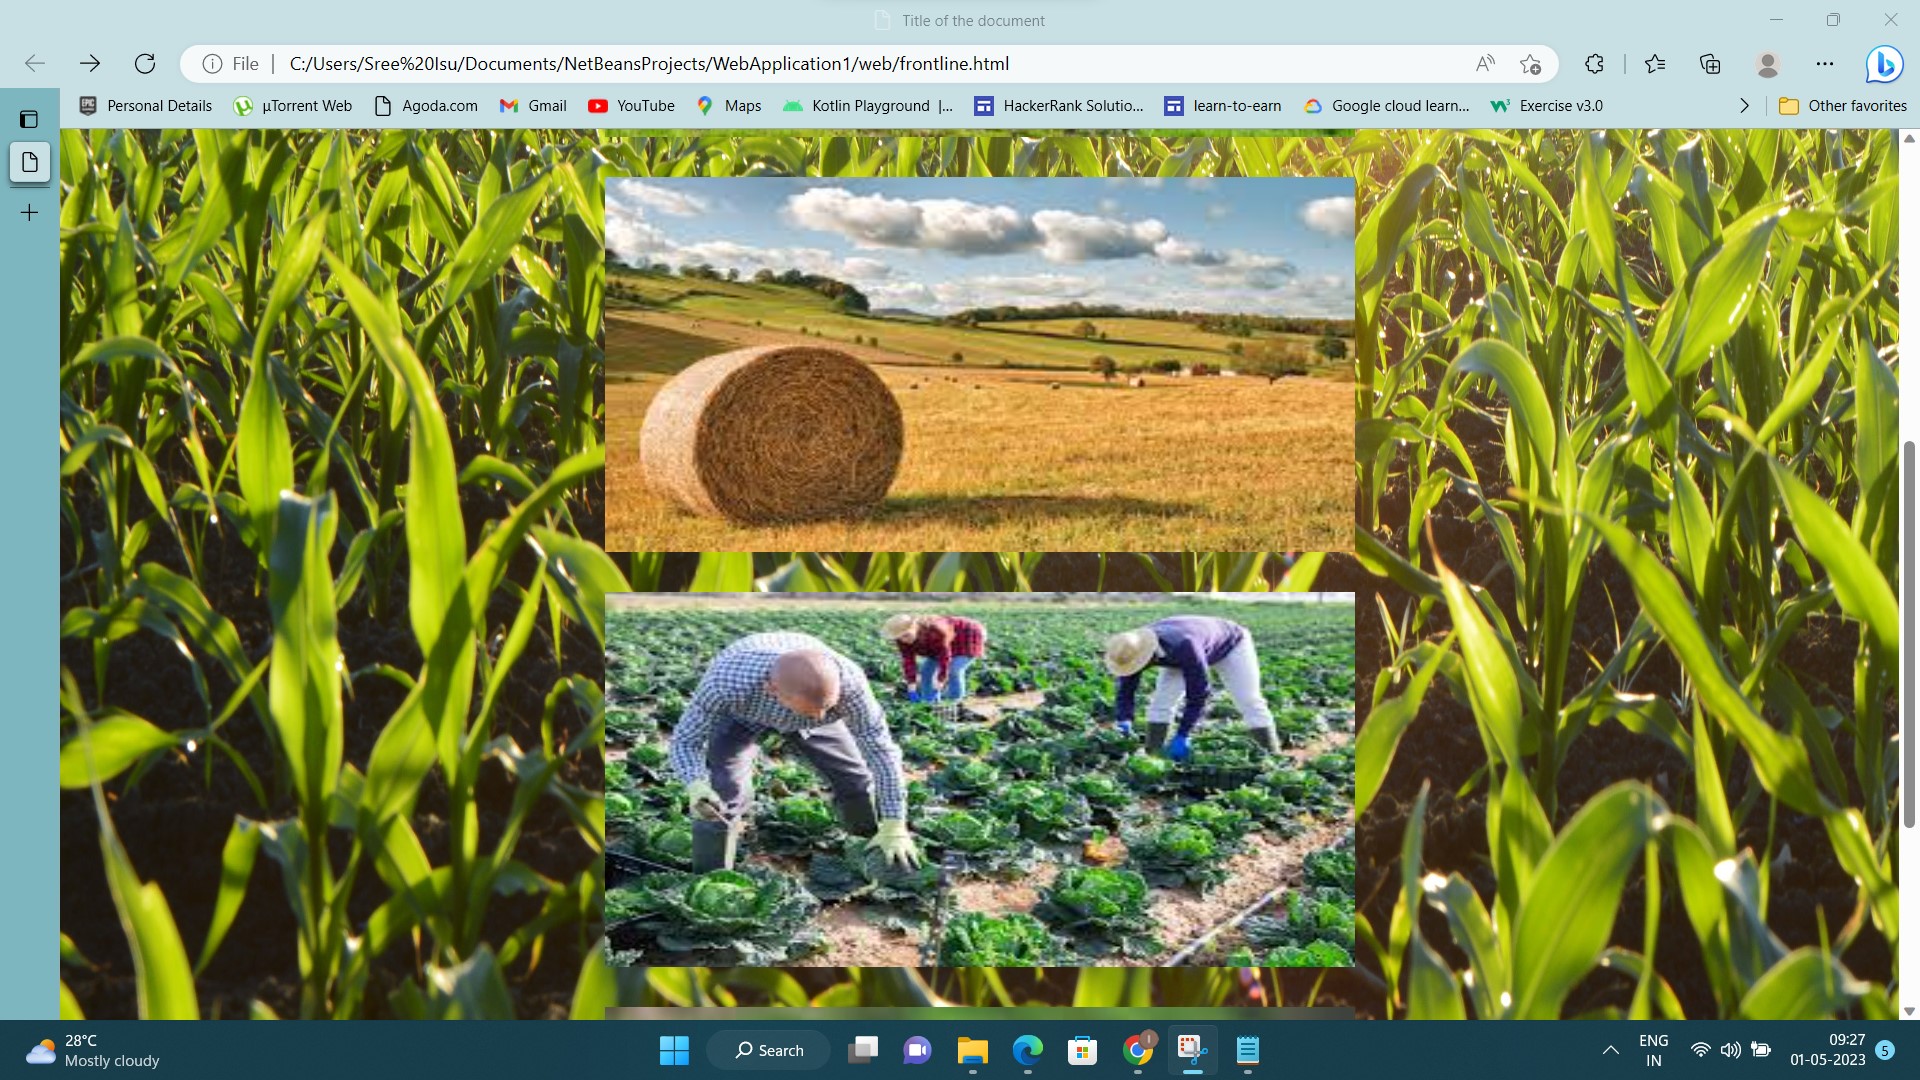 Title of the document
File
C:/Users/Sree%20Isu/Documents/NetBeansProjects/WebApplication1/web/frontline.html
EPIC
Personal Details
µTorrent Web
Agoda.com
Gmail
YouTube
Maps
Kotlin Playground |...
HackerRank Solutio...
learn-to-earn
Google cloud learn...
Exercise v3.0
Other favorites
28°C
Mostly cloudy
Search
ENG
IN
09:27
01-05-2023
5